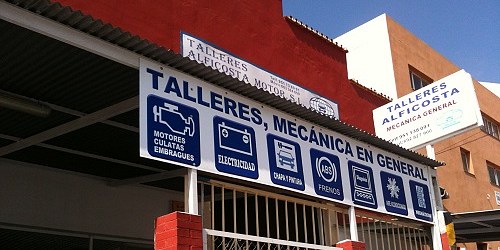 TALLERES
ALFICOSTA MOTOR S.L.
TALLERES, MECÁNICA EN GENERAL
MOTORES
CULATAS
EMBRAGUES
ELECTRICIDAD
CHAPA Y PINTURA
ABS
FRENOS
TALLERES
ALFICOSTA
MECÁNICA GENERAL